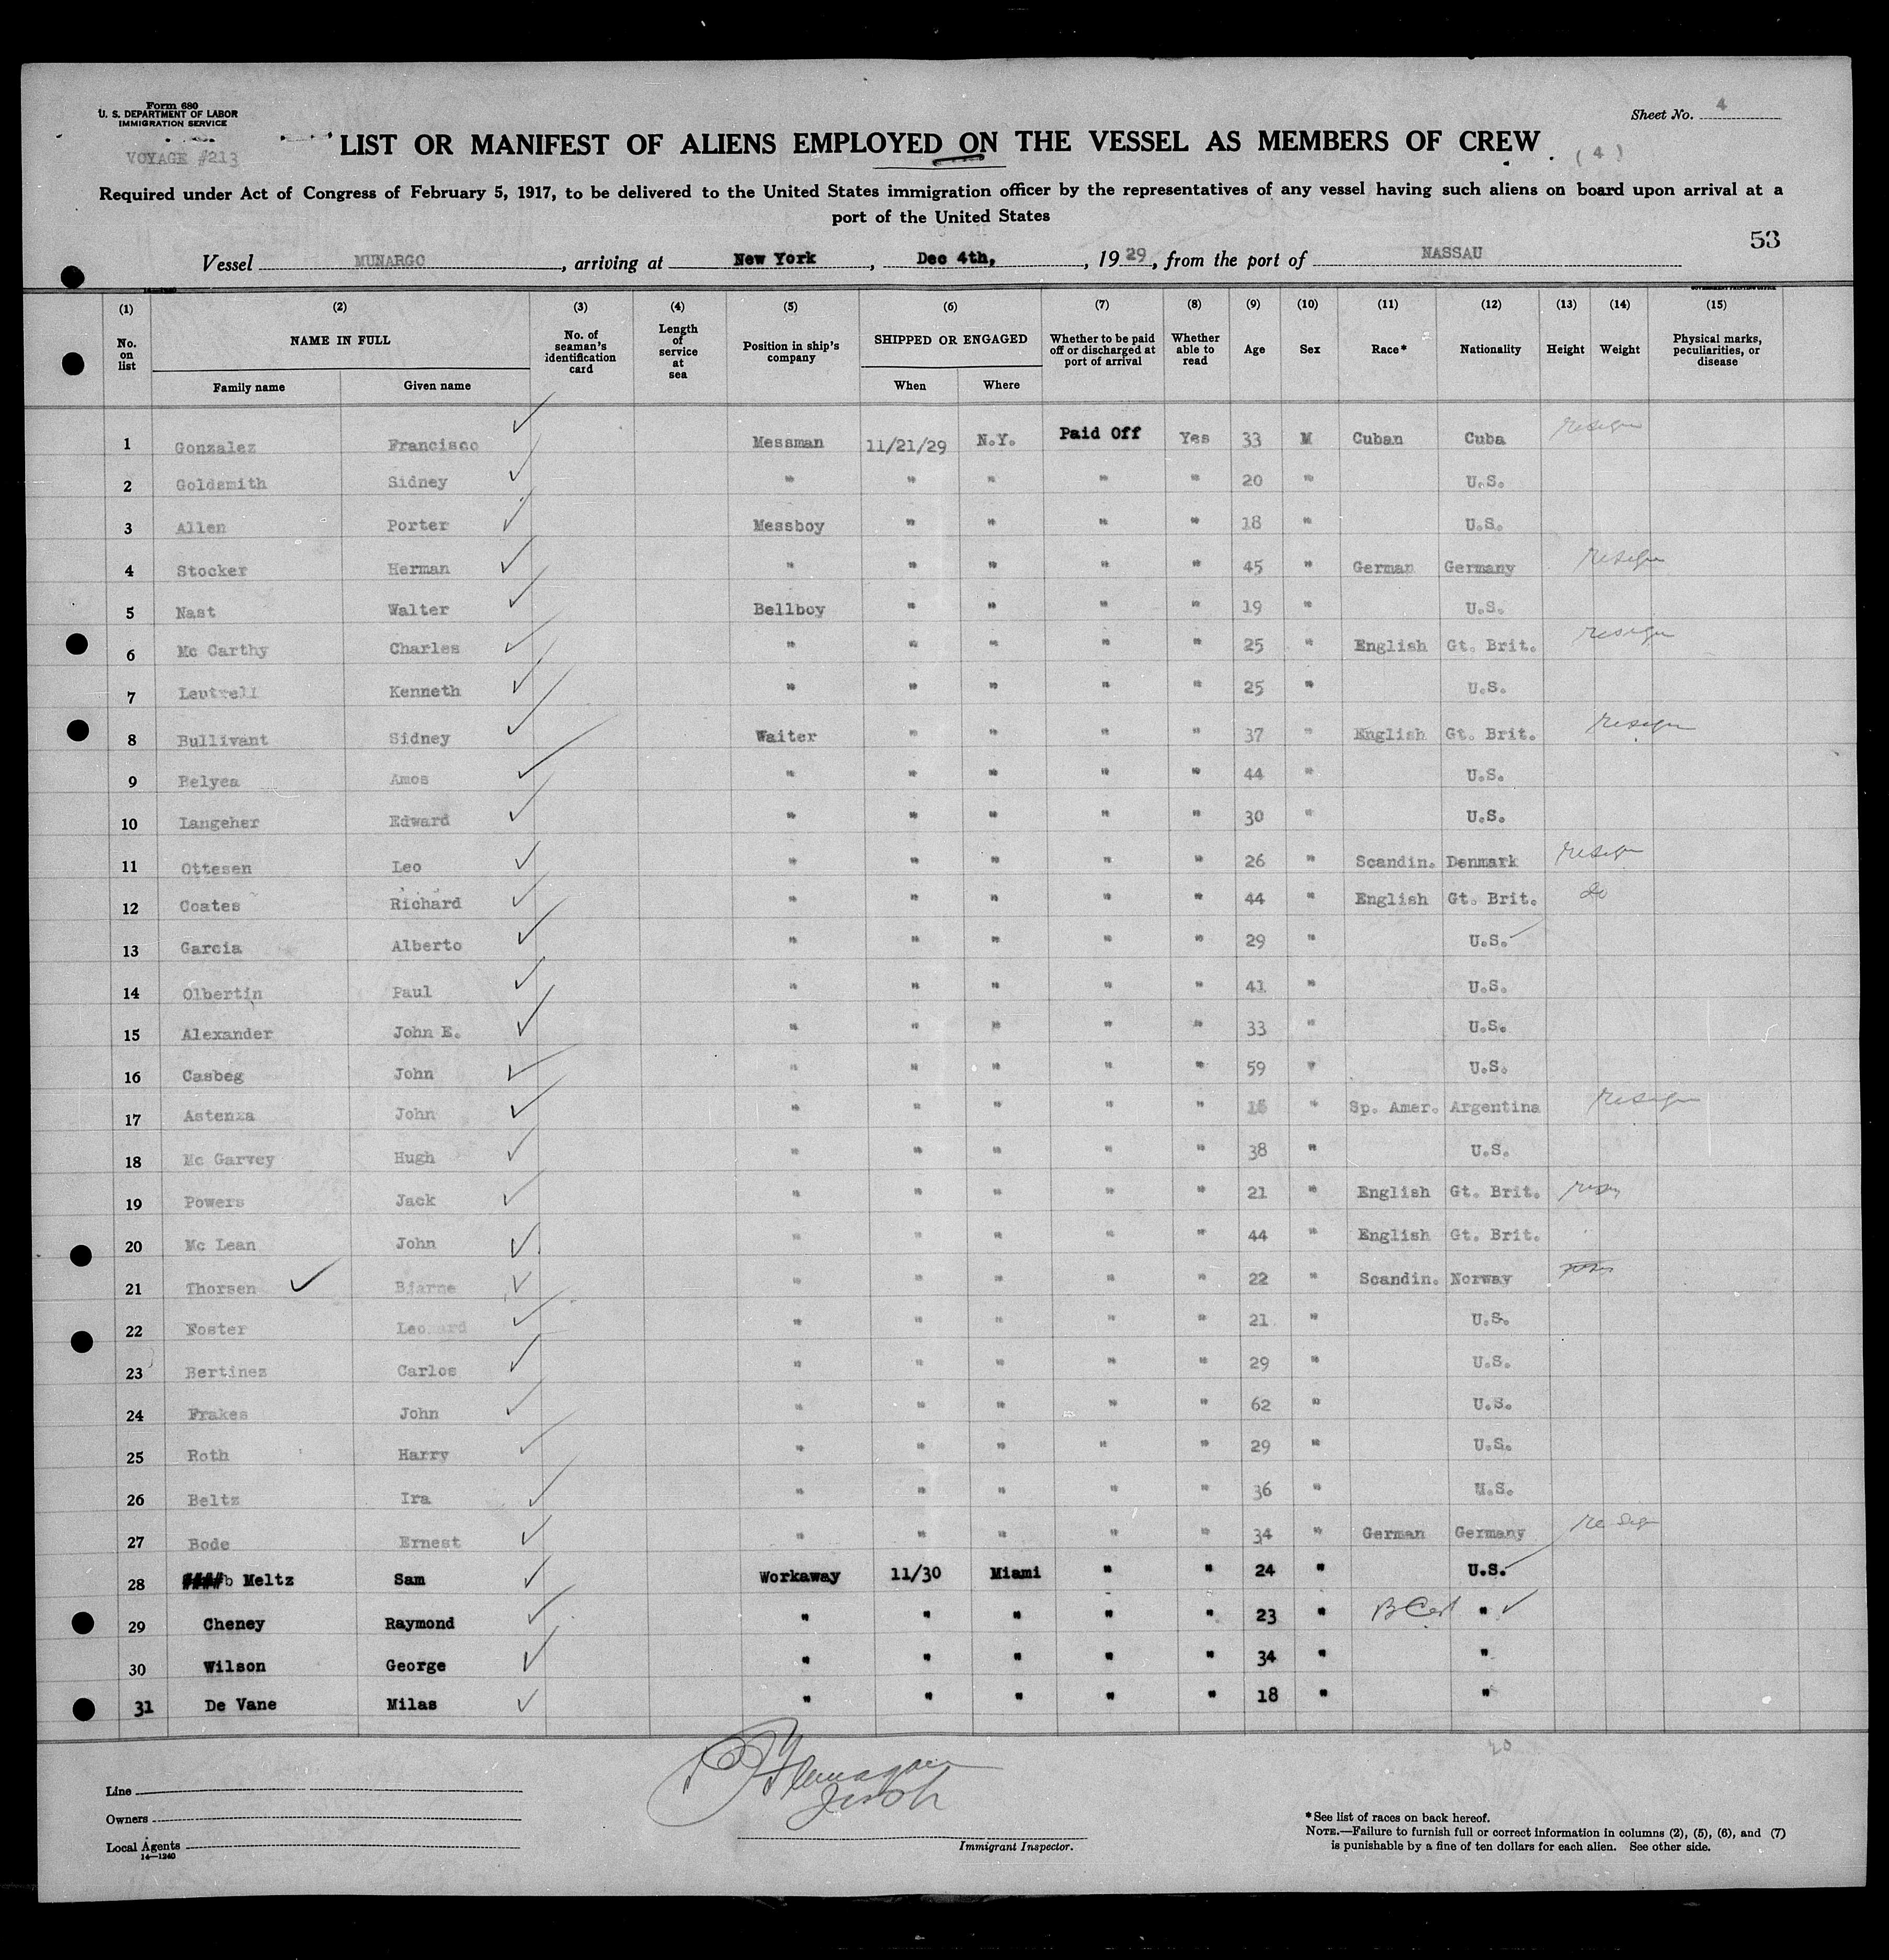 Form 680
U. S. DEPARTMENT OF LABOR
IMMIGRATION SERVICE
VOYAGE #213
Sheet No. 4
LIST OR MANIFEST OF ALIENS EMPLOYED ON THE VESSEL AS MEMBERS OF CREW
(4)
Required under Act of Congress of February 5, 1917, to be delivered to the United States immigration officer by the representatives of any vessel having such aliens on board upon arrival at a
port of the United States
53
Vessel MUNARGO, arriving at New York, Dec 4th, 1929, from the port of NASSAU
(1) (2) (3) (4) (5) (6) (7) (8) (9) (10) (11) (12) (13) (14) (15)
No. on list NAME IN FULL No. of seaman's identification card Length of service at sea Position in ship's company SHIPPED OR ENGAGED Whether to be paid off or discharged at port of arrival Whether able to read Age Sex Race* Nationality Height Weight Physical marks, peculiarities, or disease
Family name Given name When Where
1 Gonzalez Francisco Messman 11/21/29 N.Y. Paid Off Yes 33 M Cuban Cuba resign
2 Goldsmith Sidney " " " " " 20 " U.S.
3 Allen Porter Messboy " " " " 18 " U.S.
4 Stocker Herman " " " " " 45 " German Germany resign
5 Nast Walter Bellboy " " " " 19 " U.S.
6 Mc Carthy Charles " " " " " 25 " English Gt. Brit. resign
7 Leutrell Kenneth " " " " " 25 " U.S.
8 Bullivant Sidney Waiter " " " " 37 " English Gt. Brit. resign
9 Belyea Amos " " " " " 44 " U.S.
10 Langeher Edward " " " " " 30 " U.S.
11 Ottesen Leo " " " " " 26 " Scandin. Denmark resign
12 Coates Richard " " " " " 44 " English Gt. Brit. do
13 Garcia Alberto " " " " " 29 " U.S.
14 Olbertin Paul " " " " " 41 " U.S.
15 Alexander John E. " " " " " 33 " U.S.
16 Casbeg John " " " " " 59 " U.S.
17 Astenza John " " " " " " Sp. Amer. Argentina resign
18 Mc Garvey Hugh " " " " " 38 " U.S.
19 Powers Jack " " " " " 21 " English Gt. Brit.
20 Mc Lean John " " " " " 44 " English Gt. Brit.
21 Thorsen Bjarne " " " " " 22 " Scandin. Norway
22 Foster Leonard " " " " " 21 " U.S.
23 Bertinez Carlos " " " " " 29 " U.S.
24 Frakes John " " " " " 62 " U.S.
25 Roth Harry " " " " " 29 " U.S.
26 Beltz Ira " " " " " 36 " U.S.
27 Bode Ernest " " " " " 34 " German Germany resign
28 Meltz Sam Workaway 11/30 Miami " " 24 " U.S.
29 Cheney Raymond " " " " " 23 " B Cert "
30 Wilson George " " " " " 34 " "
31 De Vane Milas " " " " " 18 " "
20
Line
Owners
Local Agents
14—1240
Immigrant Inspector.
*See list of races on back hereof.
NOTE.—Failure to furnish full or correct information in columns (2), (5), (6), and (7)
is punishable by a fine of ten dollars for each alien. See other side.